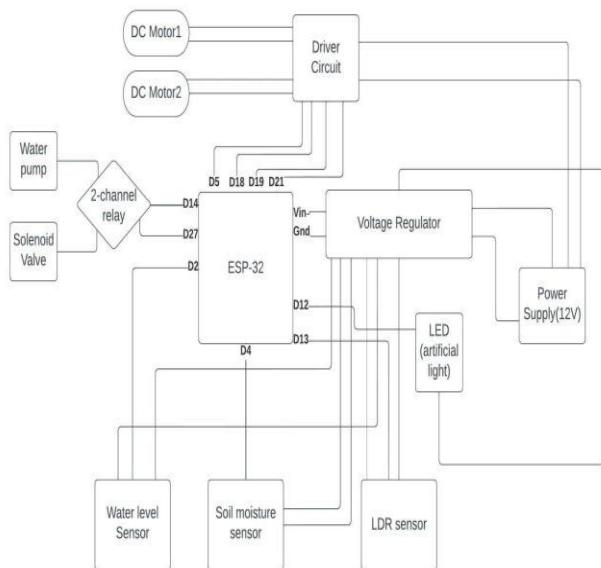 DC Motor1
Driver
Circuit
DC Motor2
Water
pump
D5
D18
D19
D21
2-channel
relay
D14
Vin
Gnd
Voltage Regulator
Solenoid
Valve
D27
D2
ESP-32
D12
Power
Supply(12V)
LED
(artificial
light)
D13
D4
Water level
Sensor
Soil moisture
sensor
LDR sensor